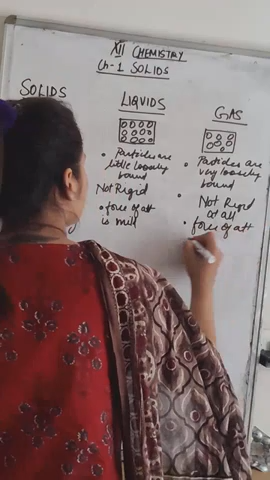 XII CHEMISTRY
Ch-1 SOLIDS
SOLIDS
LIQUIDS
• Particles are
little loosely
bound
Not Rigid
• force of att
is
GAS
• Particles are
very loosely
bound
• Not Rigid
at all
• force of att